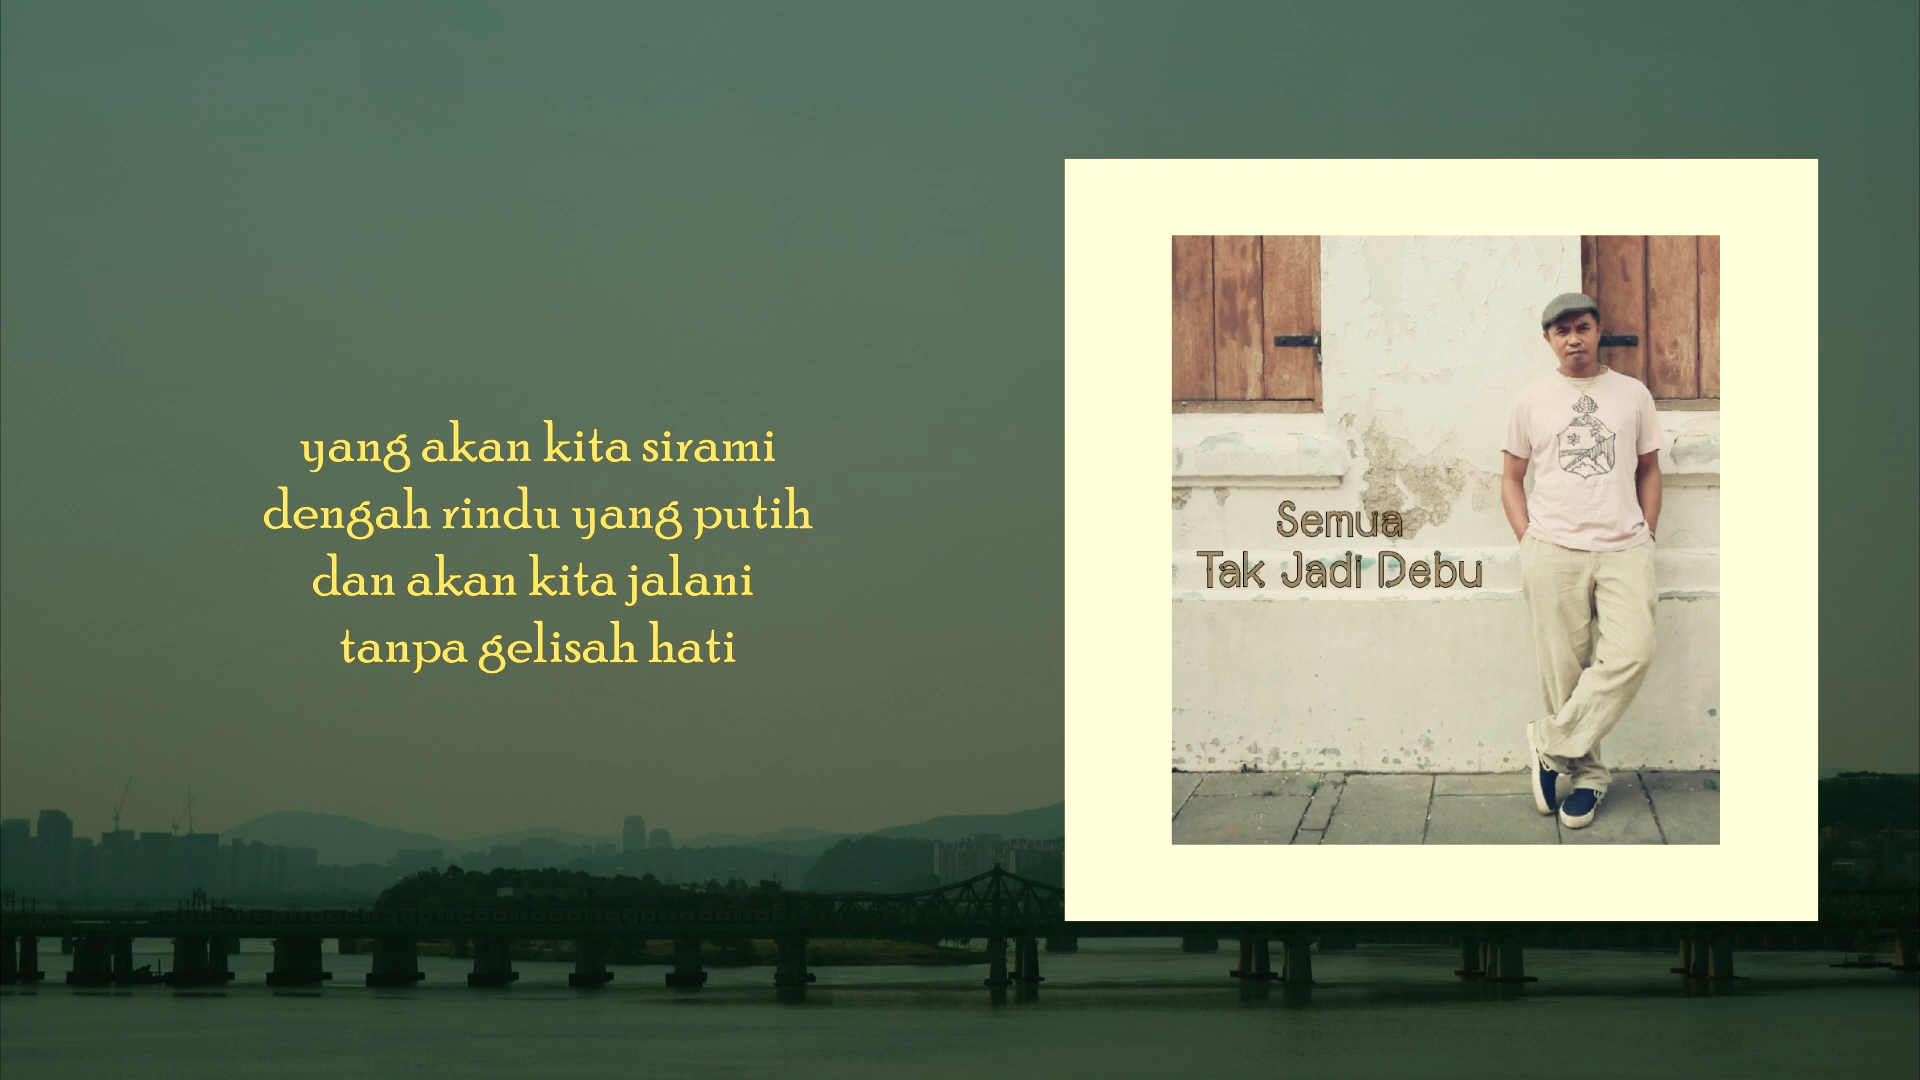 yang akan kita sirami
dengah rindu yang putih
dan akan kita jalani
tanpa gelisah hati
Semua
Tak Jadi Debu